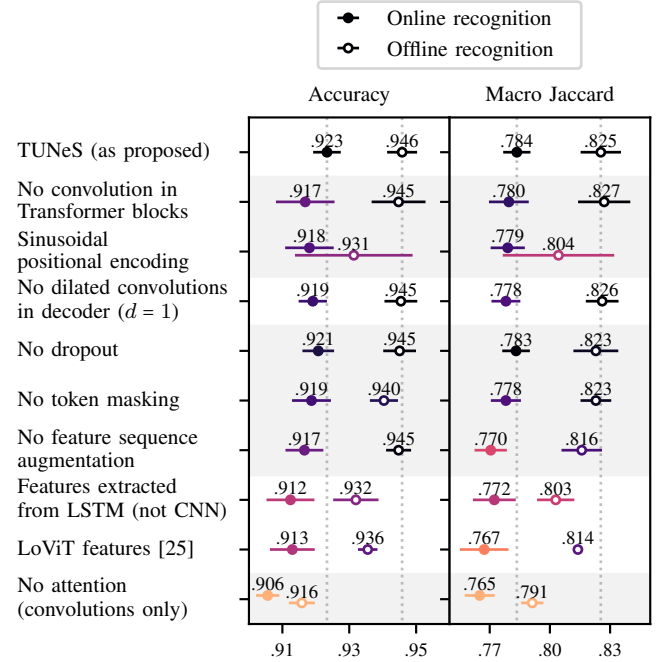 Online recognition
Offline recognition
Accuracy Macro Jaccard
TUNeS (as proposed) .923 .946 .784 .825
No convolution in
Transformer blocks .917 .945 .780 .827
Sinusoidal
positional encoding .918 .931 .779 .804
No dilated convolutions
in decoder (d = 1) .919 .945 .778 .826
No dropout .921 .945 .783 .823
No token masking .919 .940 .778 .823
No feature sequence
augmentation .917 .945 .770 .816
Features extracted
from LSTM (not CNN) .912 .932 .772 .803
LoViT features [25] .913 .936 .767 .814
No attention
(convolutions only) .906 .916 .765 .791
.91 .93 .95 .77 .80 .83